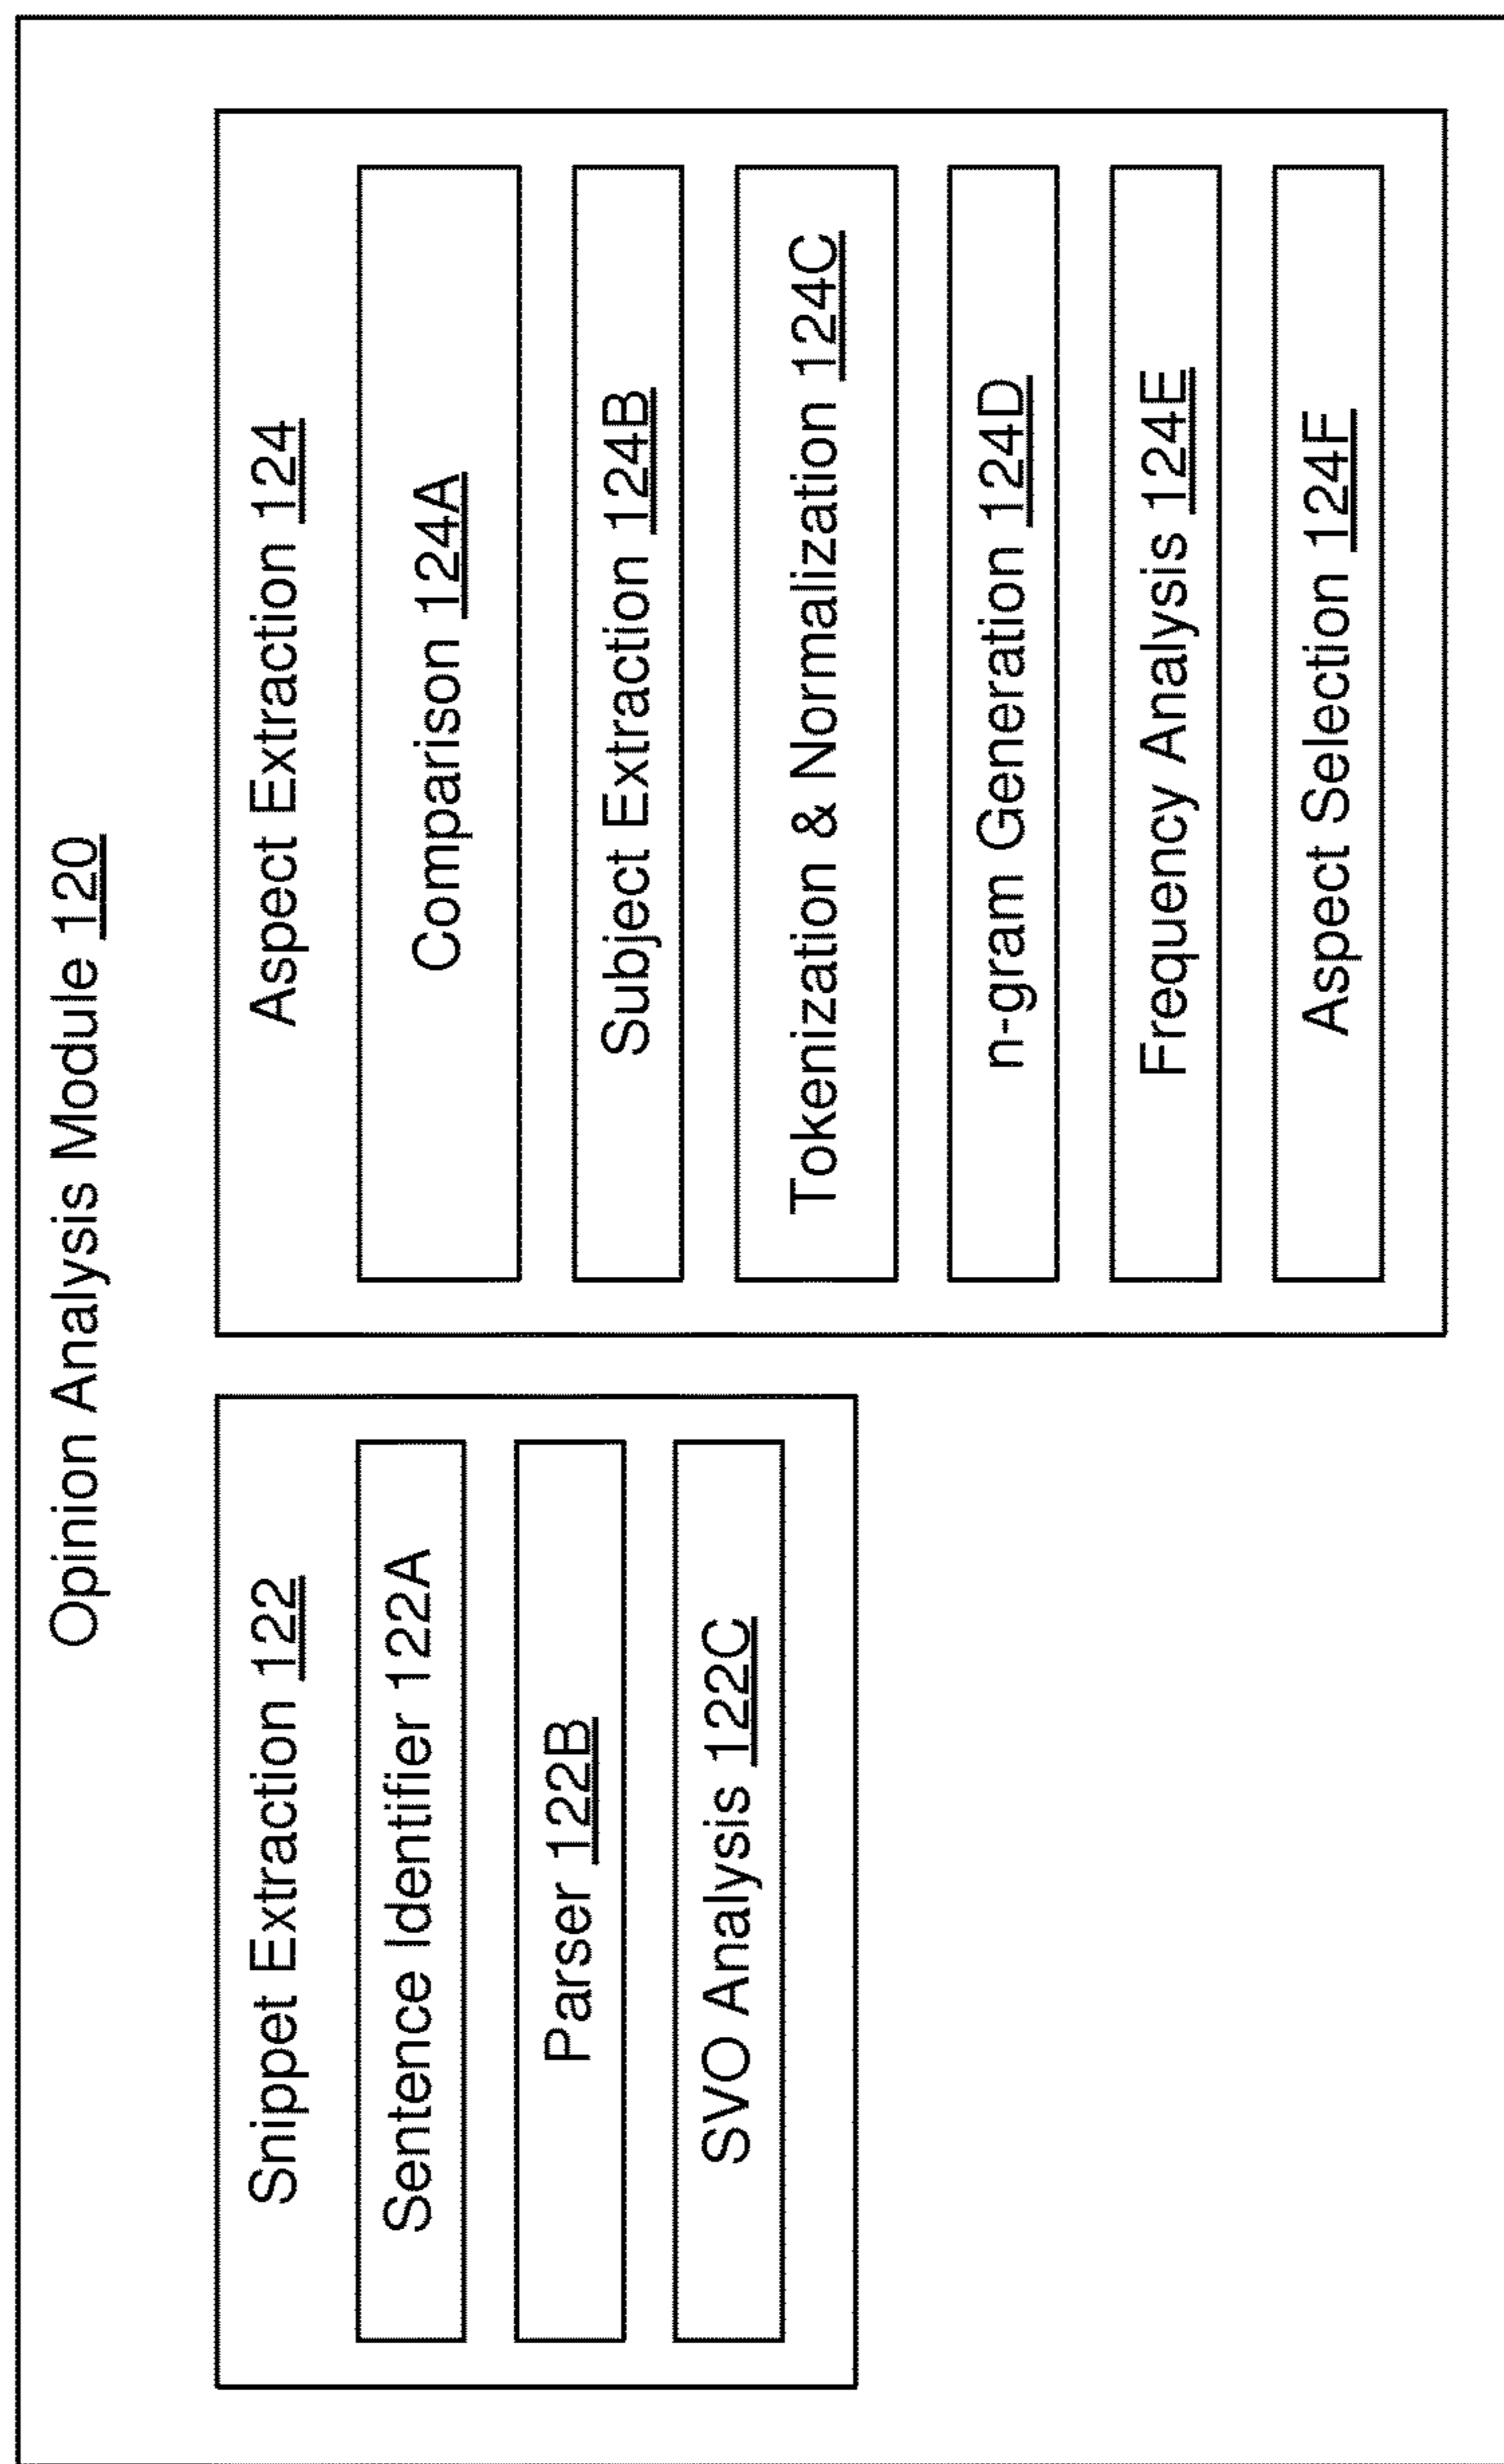 Opinion Analysis Module 120
Snippet Extraction 122
Sentence Identifier 122A
Parser 122B
SVO Analysis 122C
Aspect Extraction 124
Comparison 124A
Subject Extraction 124B
Tokenization & Normalization 124C
n-gram Generation 124D
Frequency Analysis 124E
Aspect Selection 124F